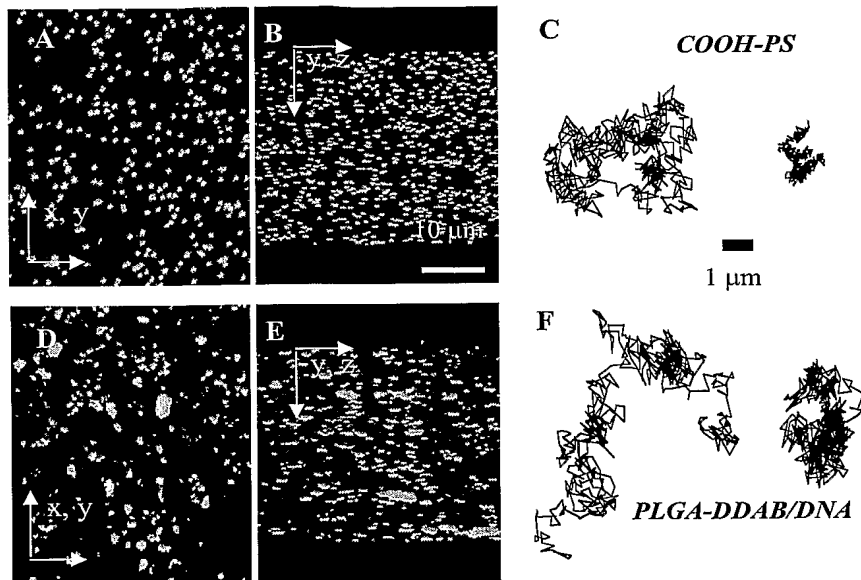 A
B
C
COOH-PS
y, z
x, y
10 μm
1 μm
D
E
F
y, z
x, y
PLGA-DDAB/DNA